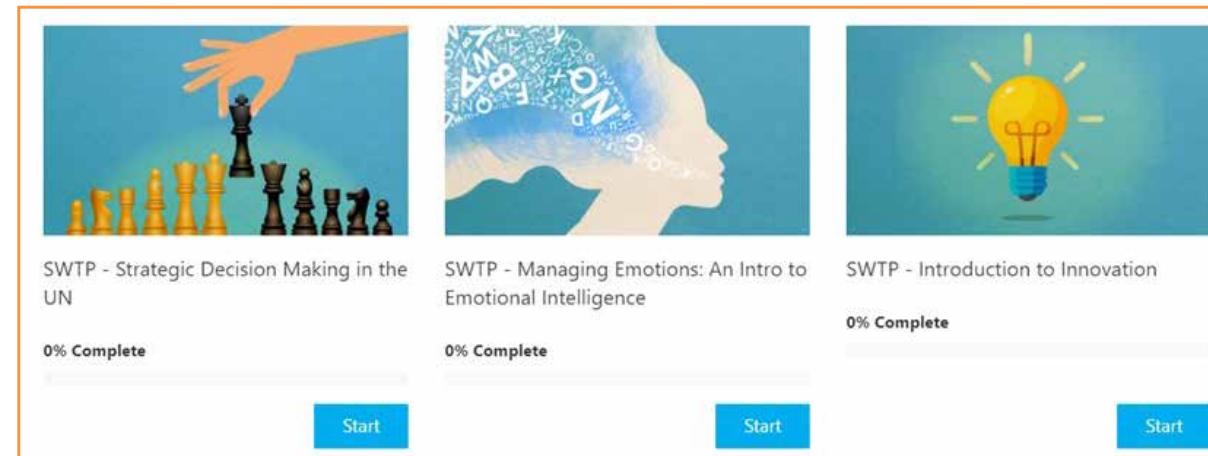 SWTP - Strategic Decision Making in the
UN
0% Complete
Start
SWTP - Managing Emotions: An Intro to
Emotional Intelligence
0% Complete
Start
SWTP - Introduction to Innovation
0% Complete
Start